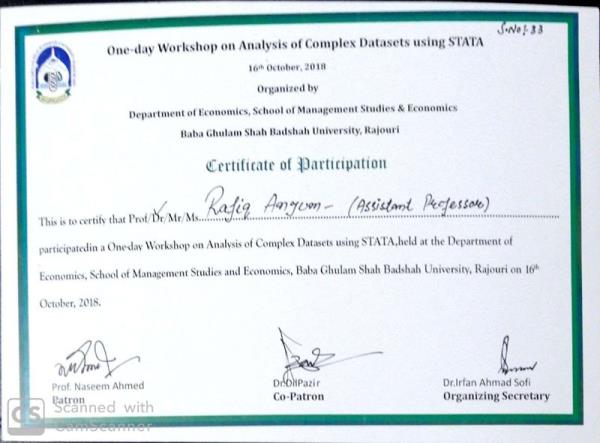 S.No: 33
One-day Workshop on Analysis of Complex Datasets using STATA
16th October, 2018
Organized by
Department of Economics, School of Management Studies & Economics
Baba Ghulam Shah Badshah University, Rajouri
Certificate of Participation
This is to certify that Prof/Dr/Mr/Ms. Rafiq (Assistant Professor)
participatedin a One-day Workshop on Analysis of Complex Datasets using STATA,held at the Department of
Economics, School of Management Studies and Economics, Baba Ghulam Shah Badshah University, Rajouri on 16th
October, 2018.
Prof. Naseem Ahmed
Patron
Dr.DilPazir
Co-Patron
Dr.Irfan Ahmad Sofi
Organizing Secretary
CS Scanned with
CamScanner